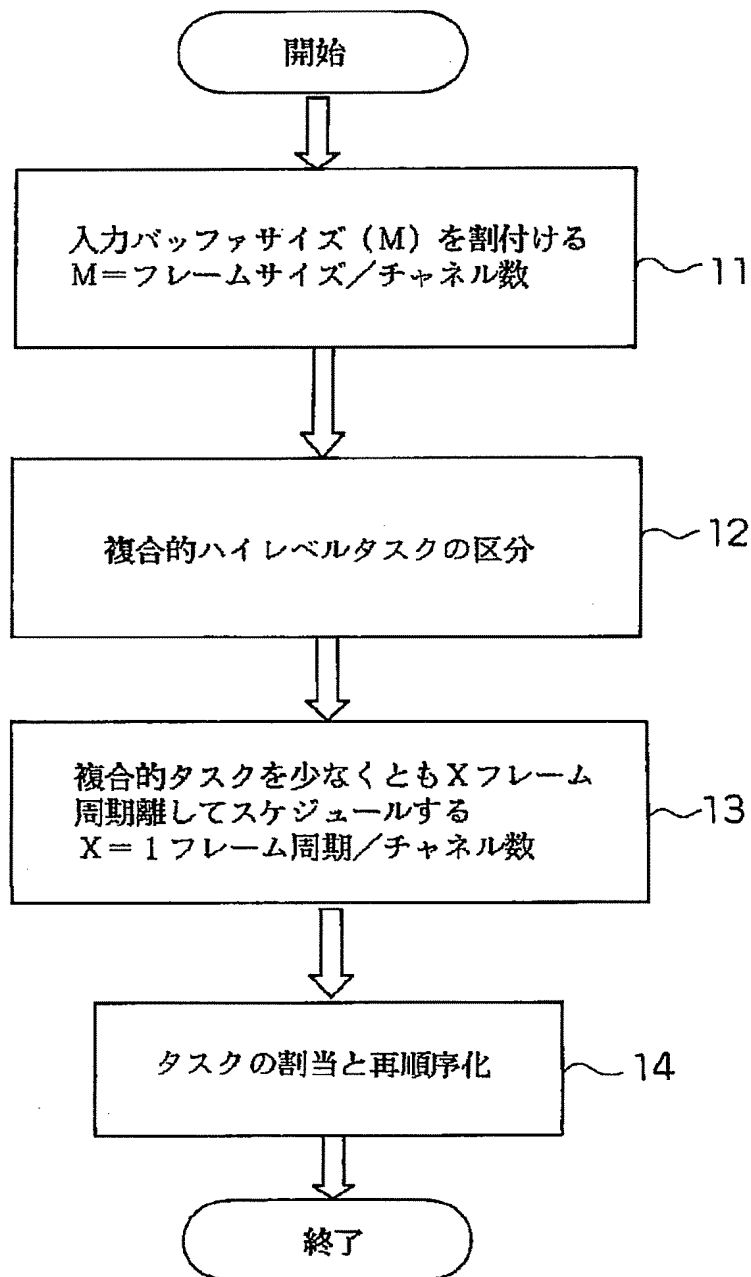 開始
入力バッファサイズ（M）を割付ける
M＝フレームサイズ／チャネル数
11
複合的ハイレベルタスクの区分
12
複合的タスクを少なくともXフレーム
周期離してスケジュールする
X＝1フレーム周期／チャネル数
13
タスクの割当と再順序化
14
終了